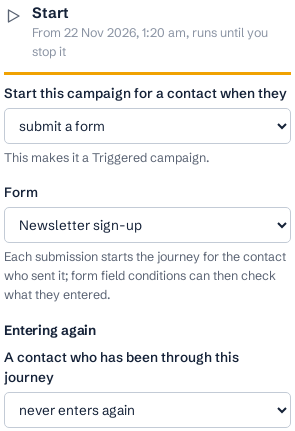 Start
From 22 Nov 2026, 1:20 am, runs until you
stop it
Start this campaign for a contact when they
submit a form
This makes it a Triggered campaign.
Form
Newsletter sign-up
Each submission starts the journey for the contact
who sent it; form field conditions can then check
what they entered.
Entering again
A contact who has been through this
journey
never enters again